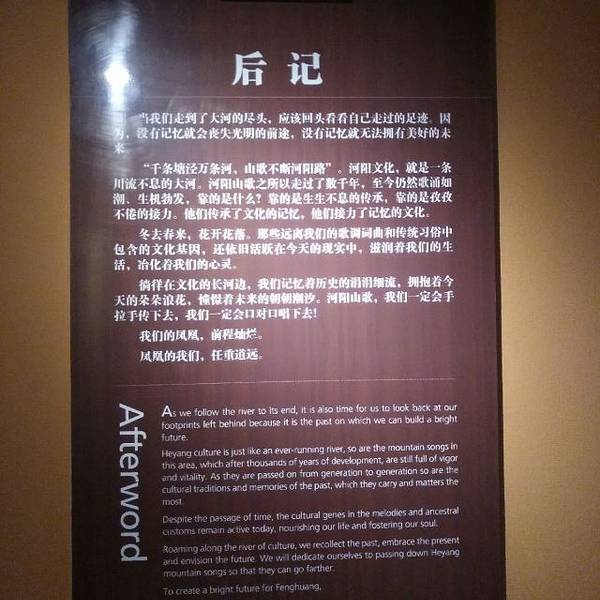 后记
当我们走到了大河的尽头，应该回头看看自己走过的足迹。因
为，没有记忆就会丧失光明的前途，没有记忆就无法拥有美好的未
来。
“千条塘泾万条河，山歌不断河阳路”。河阳文化，就是一条
川流不息的大河。河阳山歌之所以走过了数千年，至今仍然歌涌如
潮、生机勃发，靠的是什么？靠的是生生不息的传承，靠的是孜孜
不倦的接力。他们传承了文化的记忆，他们接力了记忆的文化。
冬去春来，花开花落。那些远离我们的歌调词曲和传统习俗中
包含的文化基因，还依旧活跃在今天的现实中，滋润着我们的生
活，冶化着我们的心灵。
徜徉在文化的长河边，我们记忆着历史的涓涓细流，拥抱着今
天的朵朵浪花，憧憬着未来的朝朝潮汐。河阳山歌，我们一定会手
拉手传下去，我们一定会口对口唱下去！
我们的凤凰，前程灿烂。
凤凰的我们，任重道远。
Afterword
As we follow the river to its end, it is also time for us to look back at our
footprints left behind because it is the past on which we can build a bright
future.
Heyang culture is just like an ever-running river, so are the mountain songs in
this area, which after thousands of years of development, are still full of vigor
and vitality. As they are passed on from generation to generation so are the
cultural traditions and memories of the past, which they carry and matters the
most.
Despite the passage of time, the cultural genes in the melodies and ancestral
customs remain active today, nourishing our life and fostering our soul.
Roaming along the river of culture, we recollect the past, embrace the present
and envision the future. We will dedicate ourselves to passing down Heyang
mountain songs so that they can go farther.
To create a bright future for Fenghuang,